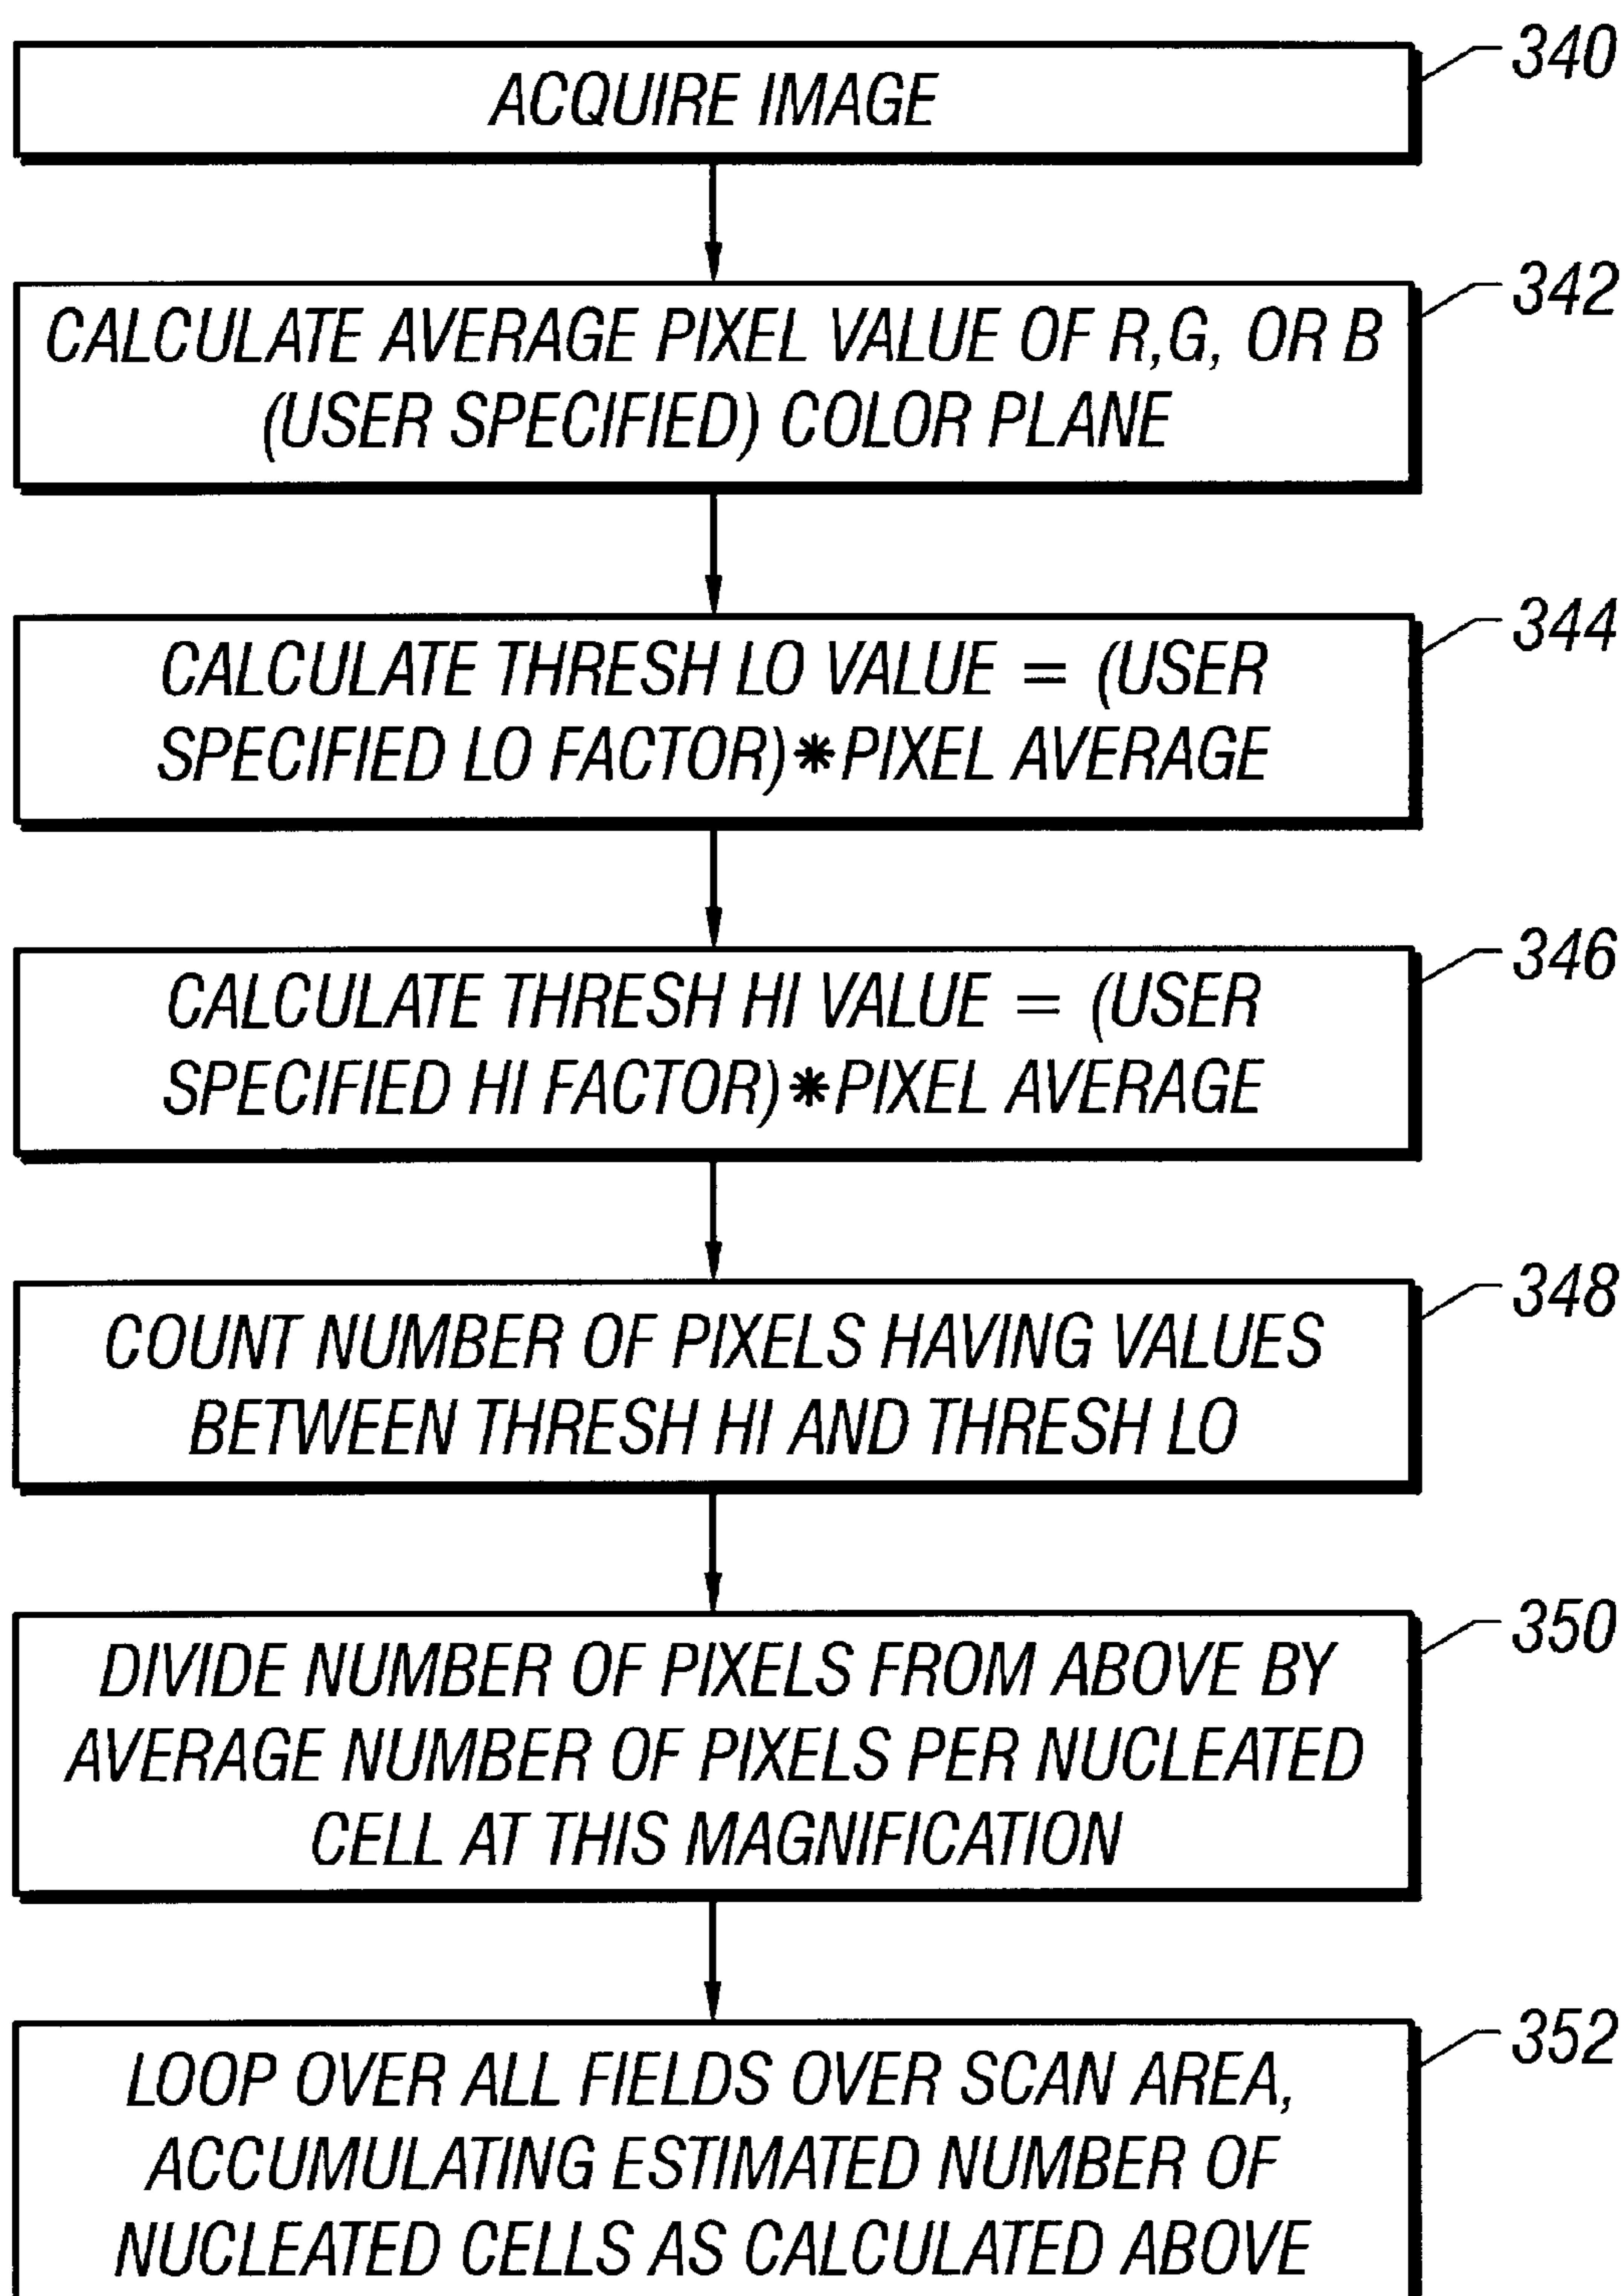 340
ACQUIRE IMAGE
342
CALCULATE AVERAGE PIXEL VALUE OF R,G, OR B
(USER SPECIFIED) COLOR PLANE
344
CALCULATE THRESH LO VALUE = (USER
SPECIFIED LO FACTOR)*PIXEL AVERAGE
346
CALCULATE THRESH HI VALUE = (USER
SPECIFIED HI FACTOR)*PIXEL AVERAGE
348
COUNT NUMBER OF PIXELS HAVING VALUES
BETWEEN THRESH HI AND THRESH LO
350
DIVIDE NUMBER OF PIXELS FROM ABOVE BY
AVERAGE NUMBER OF PIXELS PER NUCLEATED
CELL AT THIS MAGNIFICATION
352
LOOP OVER ALL FIELDS OVER SCAN AREA,
ACCUMULATING ESTIMATED NUMBER OF
NUCLEATED CELLS AS CALCULATED ABOVE